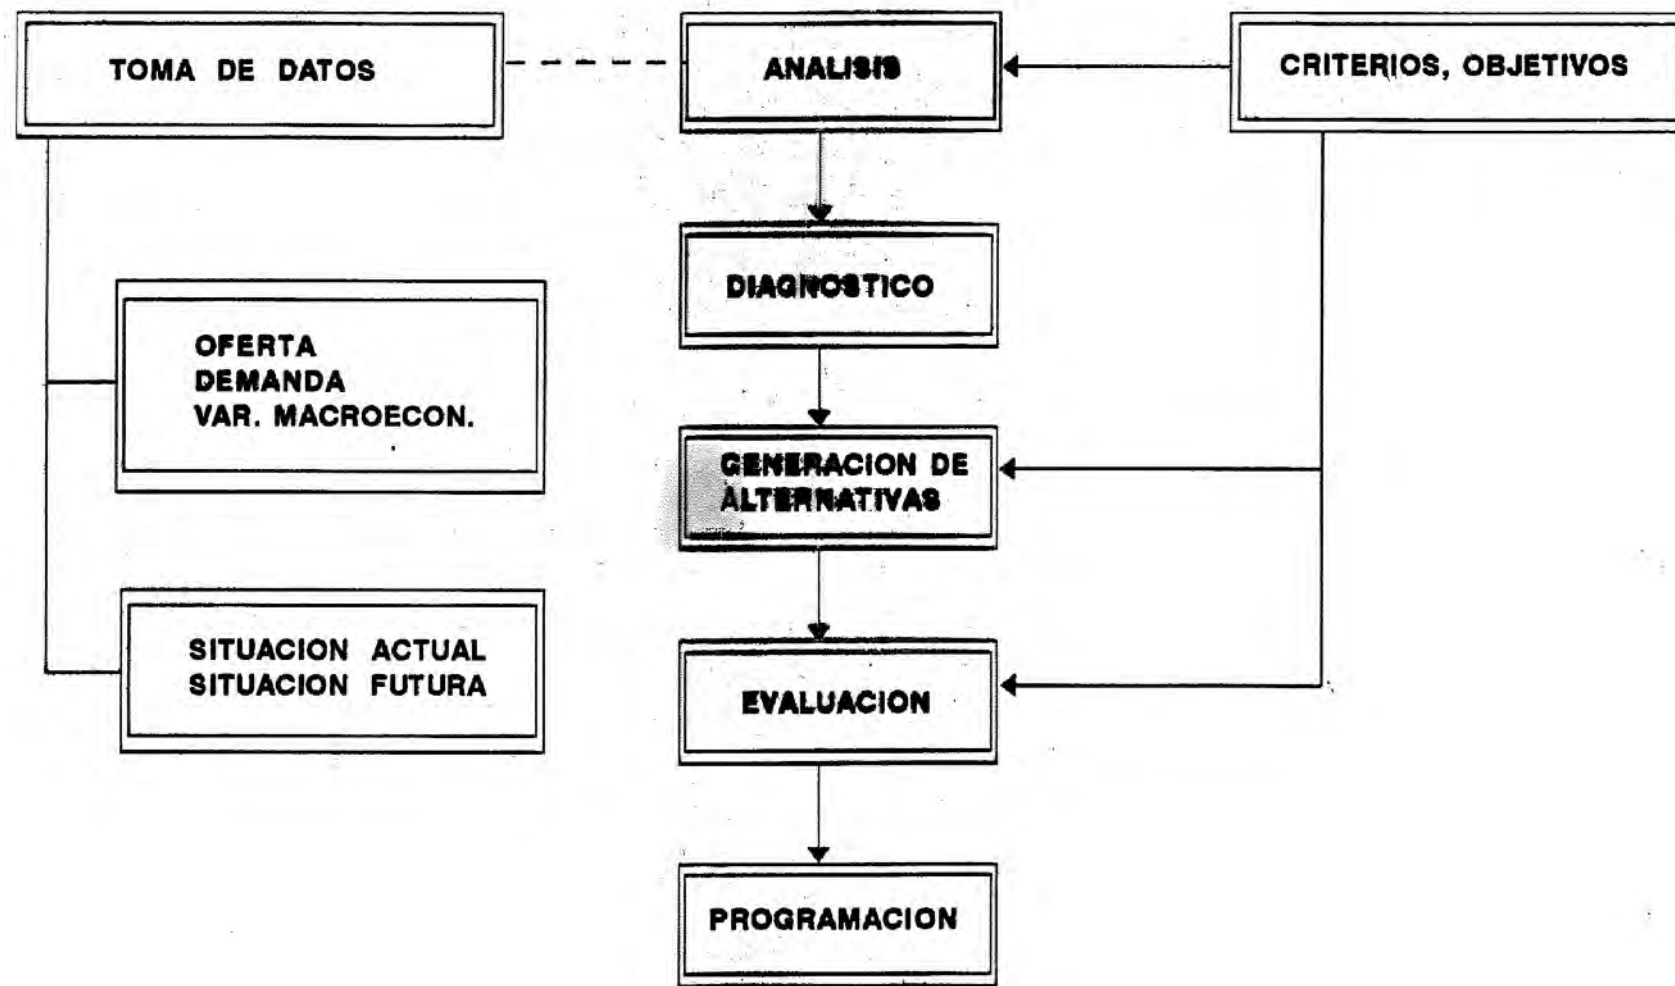 TOMA DE DATOS
ANALISIS
CRITERIOS, OBJETIVOS
DIAGNOSTICO
OFERTA
DEMANDA
VAR. MACROECON.
GENERACION DE
ALTERNATIVAS
SITUACION ACTUAL
SITUACION FUTURA
EVALUACION
PROGRAMACION